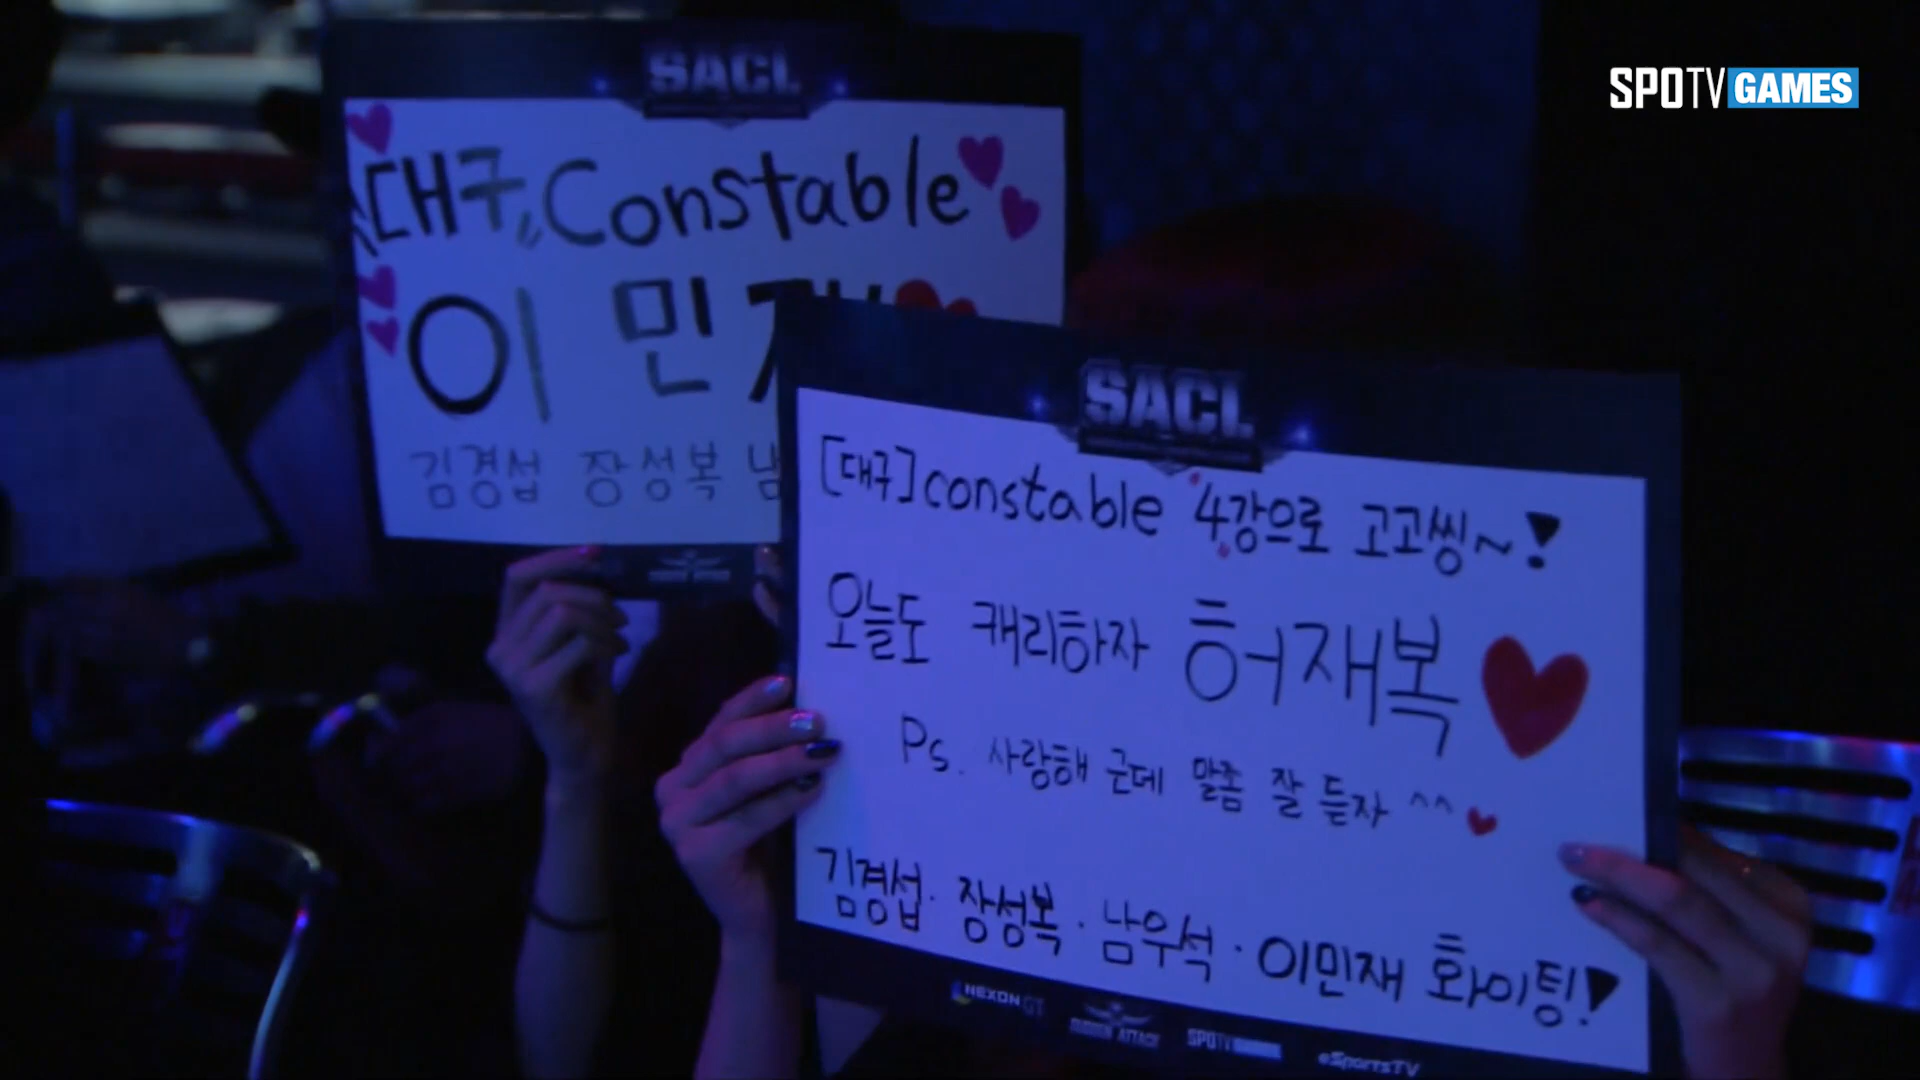 SPOTV GAMES
SACL
"대구" Constable
이 민
김경섭 장성복 남
SACL
[대구] constable 4강으로 고고씽~!
오늘도 캐리하자 허재복
Ps. 사랑해 근데 말좀 잘 듣자 ^^
김경섭 · 장성복 · 남우석 · 이민재 화이팅!
NEXON GT SUDDEN ATTACK SPOTV GAMES eSportsTV